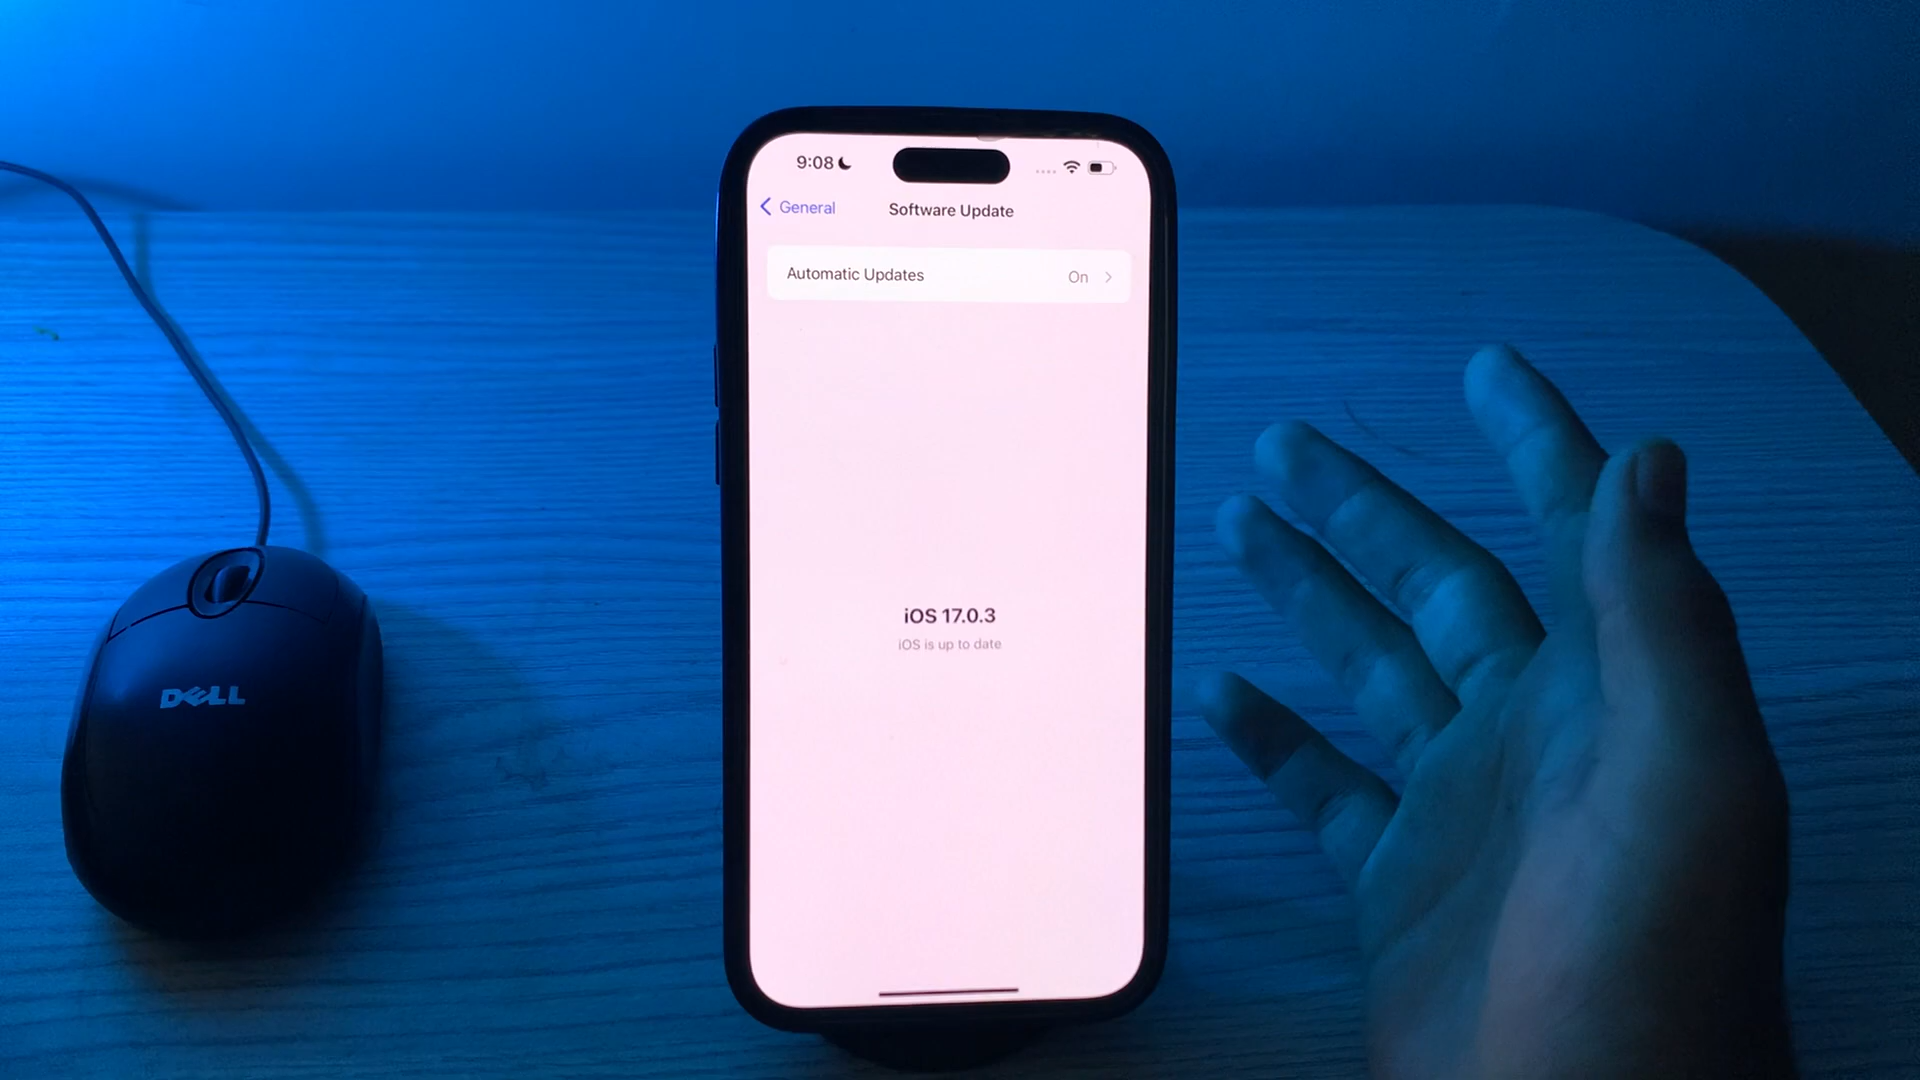 9:08
General
Software Update
Automatic Updates
On
iOS 17.0.3
iOS is up to date
DELL